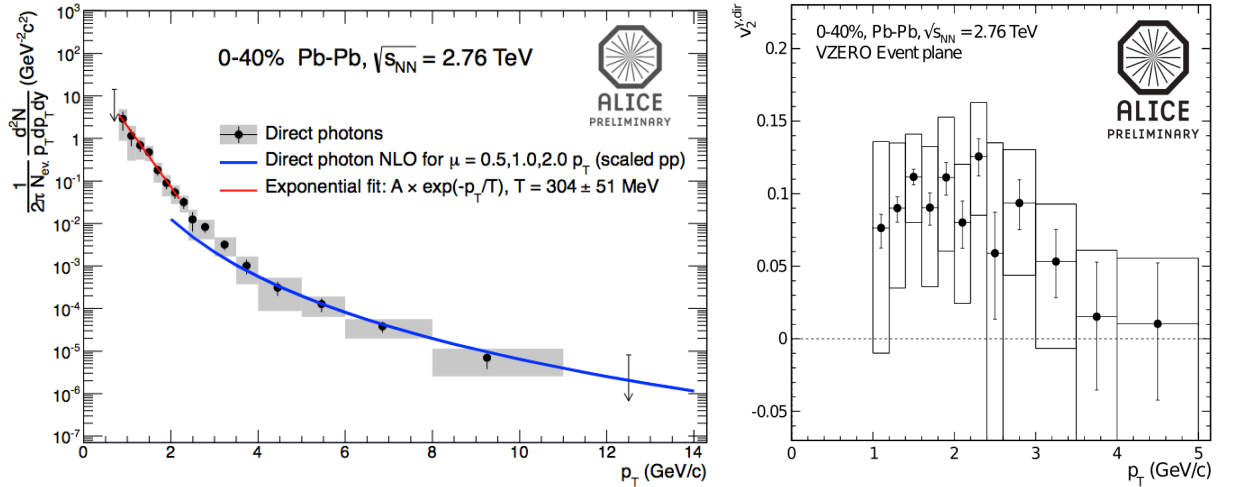 0-40% Pb-Pb, √sNN = 2.76 TeV
ALICE
PRELIMINARY
Direct photons
Direct photon NLO for μ = 0.5,1.0,2.0 pT (scaled pp)
Exponential fit: A × exp(-pT/T), T = 304 ± 51 MeV
1/(2π Nev.) d²N/(pT dpT dy) (GeV⁻²c²)
10³
10²
10
1
10⁻¹
10⁻²
10⁻³
10⁻⁴
10⁻⁵
10⁻⁶
10⁻⁷
0 2 4 6 8 10 12 14
pT (GeV/c)
v2^γ,dir
0-40%, Pb-Pb, √sNN = 2.76 TeV
VZERO Event plane
ALICE
PRELIMINARY
0.2
0.15
0.1
0.05
0
-0.05
0 1 2 3 4 5
pT (GeV/c)